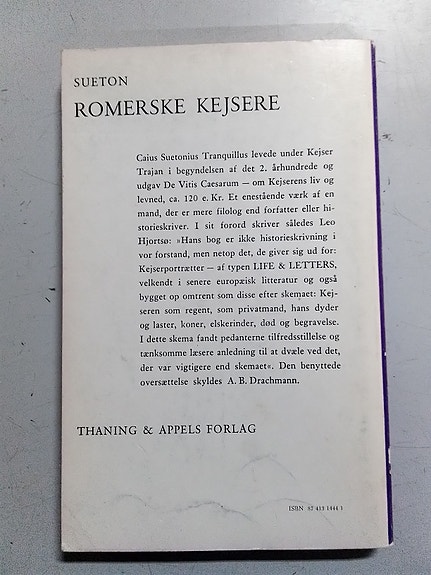 SUETON
ROMERSKE KEJSERE
Caius Suetonius Tranquillus levede under Kejser
Trajan i begyndelsen af det 2. århundrede og
udgav De Vitis Caesarum — om Kejserens liv og
levned, ca. 120 e. Kr. Et enestående værk af en
mand, der er mere filolog end forfatter eller hi-
storieskriver. I sit forord skriver således Leo
Hjortsø: »Hans bog er ikke historieskrivning i
vor forstand, men netop det, de giver sig ud for:
Kejserportrætter — af typen LIFE & LETTERS,
velkendt i senere europæisk litteratur og også
bygget op omtrent som disse efter skemaet: Kej-
seren som regent, som privatmand, hans dyder
og laster, koner, elskerinder, død og begravelse.
I dette skema fandt pedanterne tilfredsstillelse og
tænksomme læsere anledning til at dvæle ved det,
der var vigtigere end skemaet«. Den benyttede
oversættelse skyldes A. B. Drachmann.
THANING & APPELS FORLAG
ISBN 87 413 1444 1